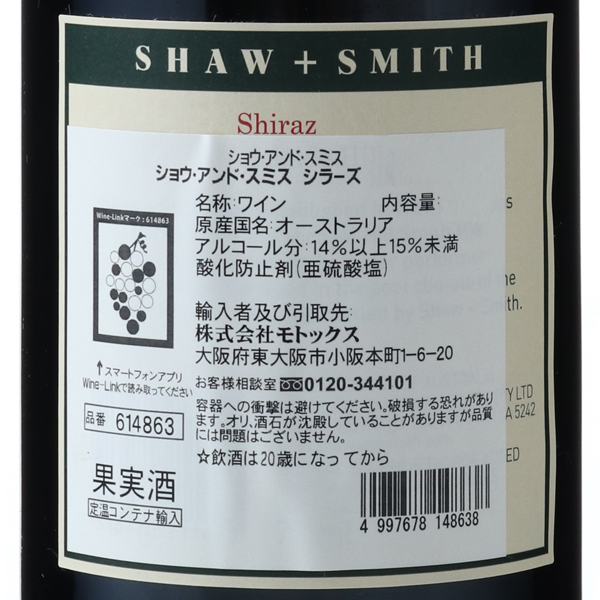 SHAW + SMITH
Shiraz
ショウ・アンド・スミス
ショウ・アンド・スミス シラーズ
Wine-Linkマーク:614863
名称:ワイン 内容量:
原産国名:オーストラリア
アルコール分:14%以上15%未満
酸化防止剤(亜硫酸塩)
輸入者及び引取先:
株式会社モトックス
大阪府東大阪市小阪本町1-6-20
↑スマートフォンアプリ
Wine-Linkで読み取ってください
お客様相談室 0120-344101
品番 614863
容器への衝撃は避けてください。破損する恐れがあり
ます。オリ、酒石が沈殿していることがありますが品質
には問題はございません。
☆飲酒は20歳になってから
果実酒
定温コンテナ輸入
4 997678 148638
TY LTD
A 5242